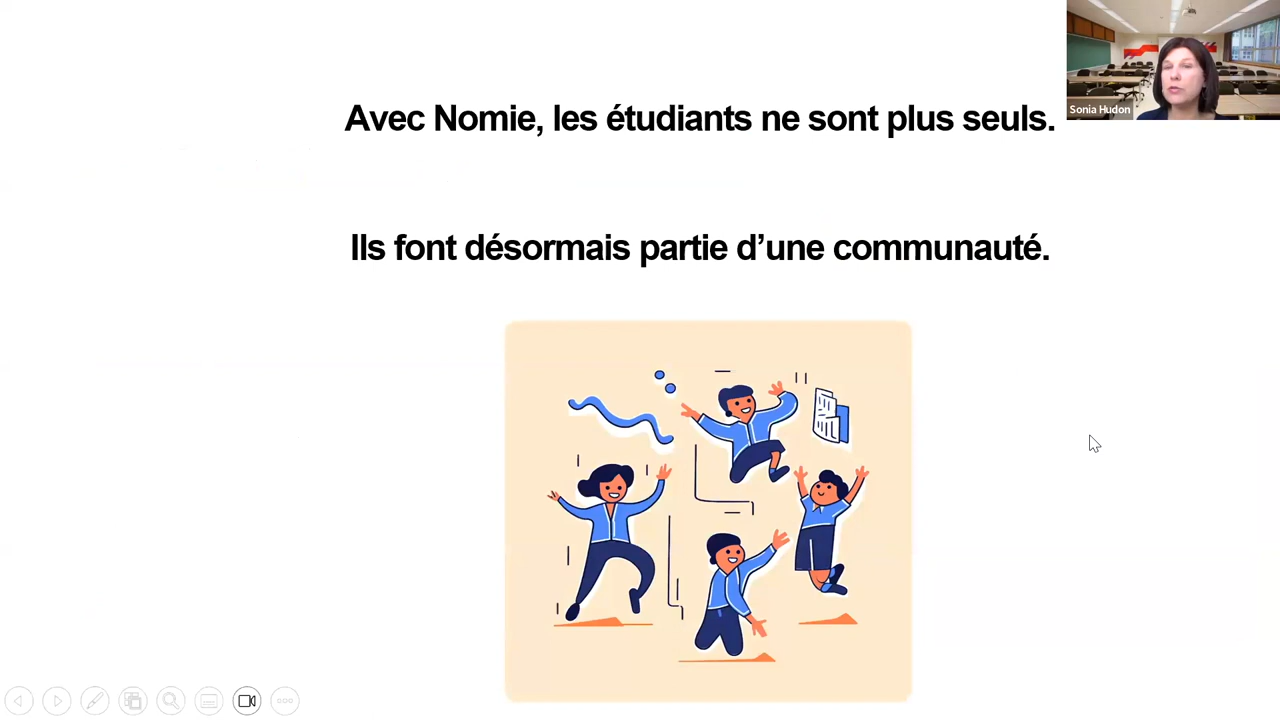 Avec Nomie, les étudiants ne sont plus seuls.
Sonia Hudon
Ils font désormais partie d’une communauté.